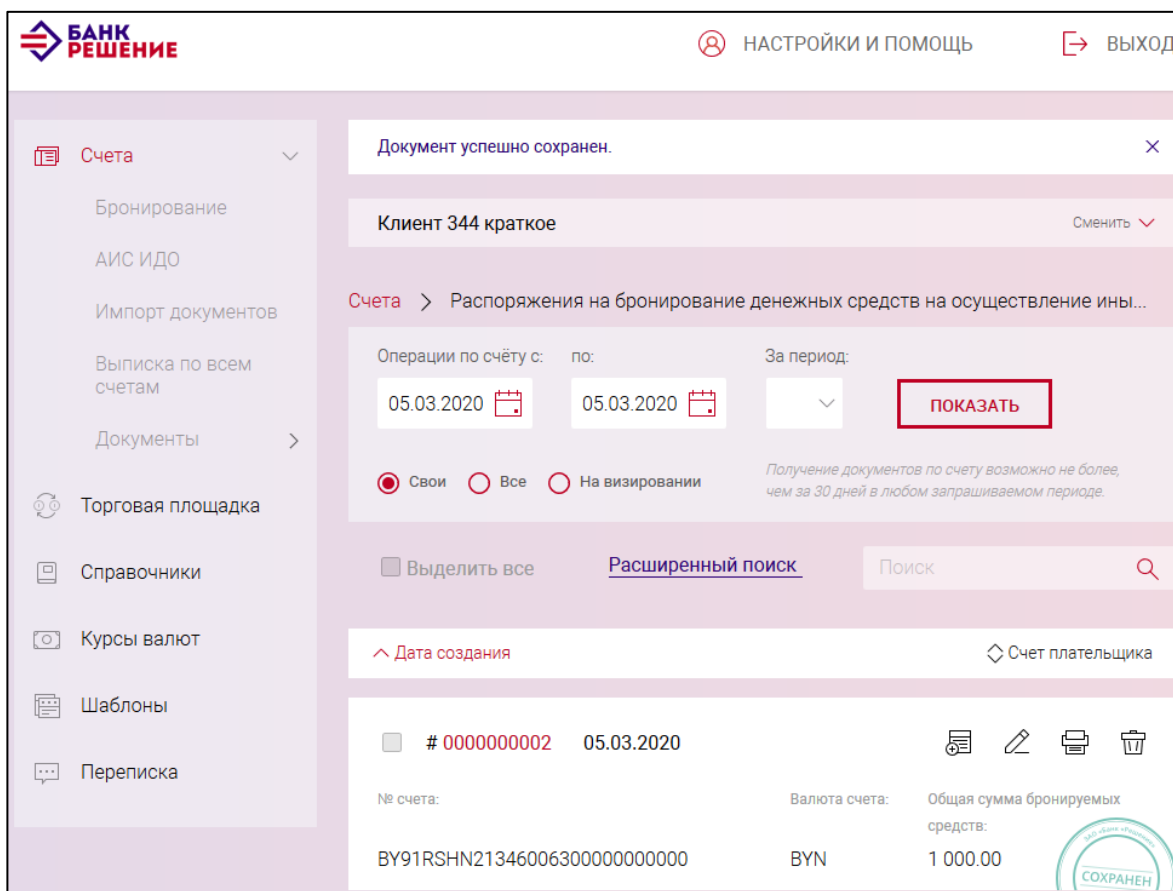 БАНК
РЕШЕНИЕ
НАСТРОЙКИ И ПОМОЩЬ
ВЫХОД
Счета
Бронирование
АИС ИДО
Импорт документов
Выписка по всем
счетам
Документы
Торговая площадка
Справочники
Курсы валют
Шаблоны
Переписка
Документ успешно сохранен.
Клиент 344 краткое
Сменить
Счета > Распоряжения на бронирование денежных средств на осуществление ины...
Операции по счёту с: по: За период:
05.03.2020 05.03.2020 ПОКАЗАТЬ
Свои Все На визировании
Получение документов по счету возможно не более,
чем за 30 дней в любом запрашиваемом периоде.
Выделить все Расширенный поиск Поиск
Дата создания Счет плательщика
# 0000000002 05.03.2020
№ счета: Валюта счета: Общая сумма бронируемых
средств:
BY91RSHN21346006300000000000 BYN 1 000.00
ЗАО «Банк «Решение»
СОХРАНЕН